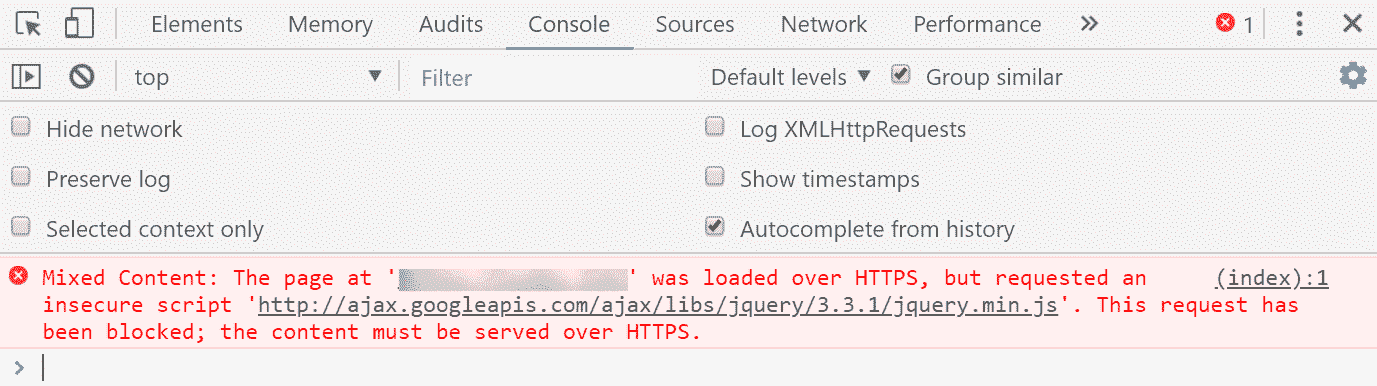 Elements Memory Audits Console Sources Network Performance » 1
top Filter Default levels Group similar
Hide network Log XMLHttpRequests
Preserve log Show timestamps
Selected context only Autocomplete from history
Mixed Content: The page at '' was loaded over HTTPS, but requested an (index):1
insecure script 'http://ajax.googleapis.com/ajax/libs/jquery/3.3.1/jquery.min.js'. This request has
been blocked; the content must be served over HTTPS.
>